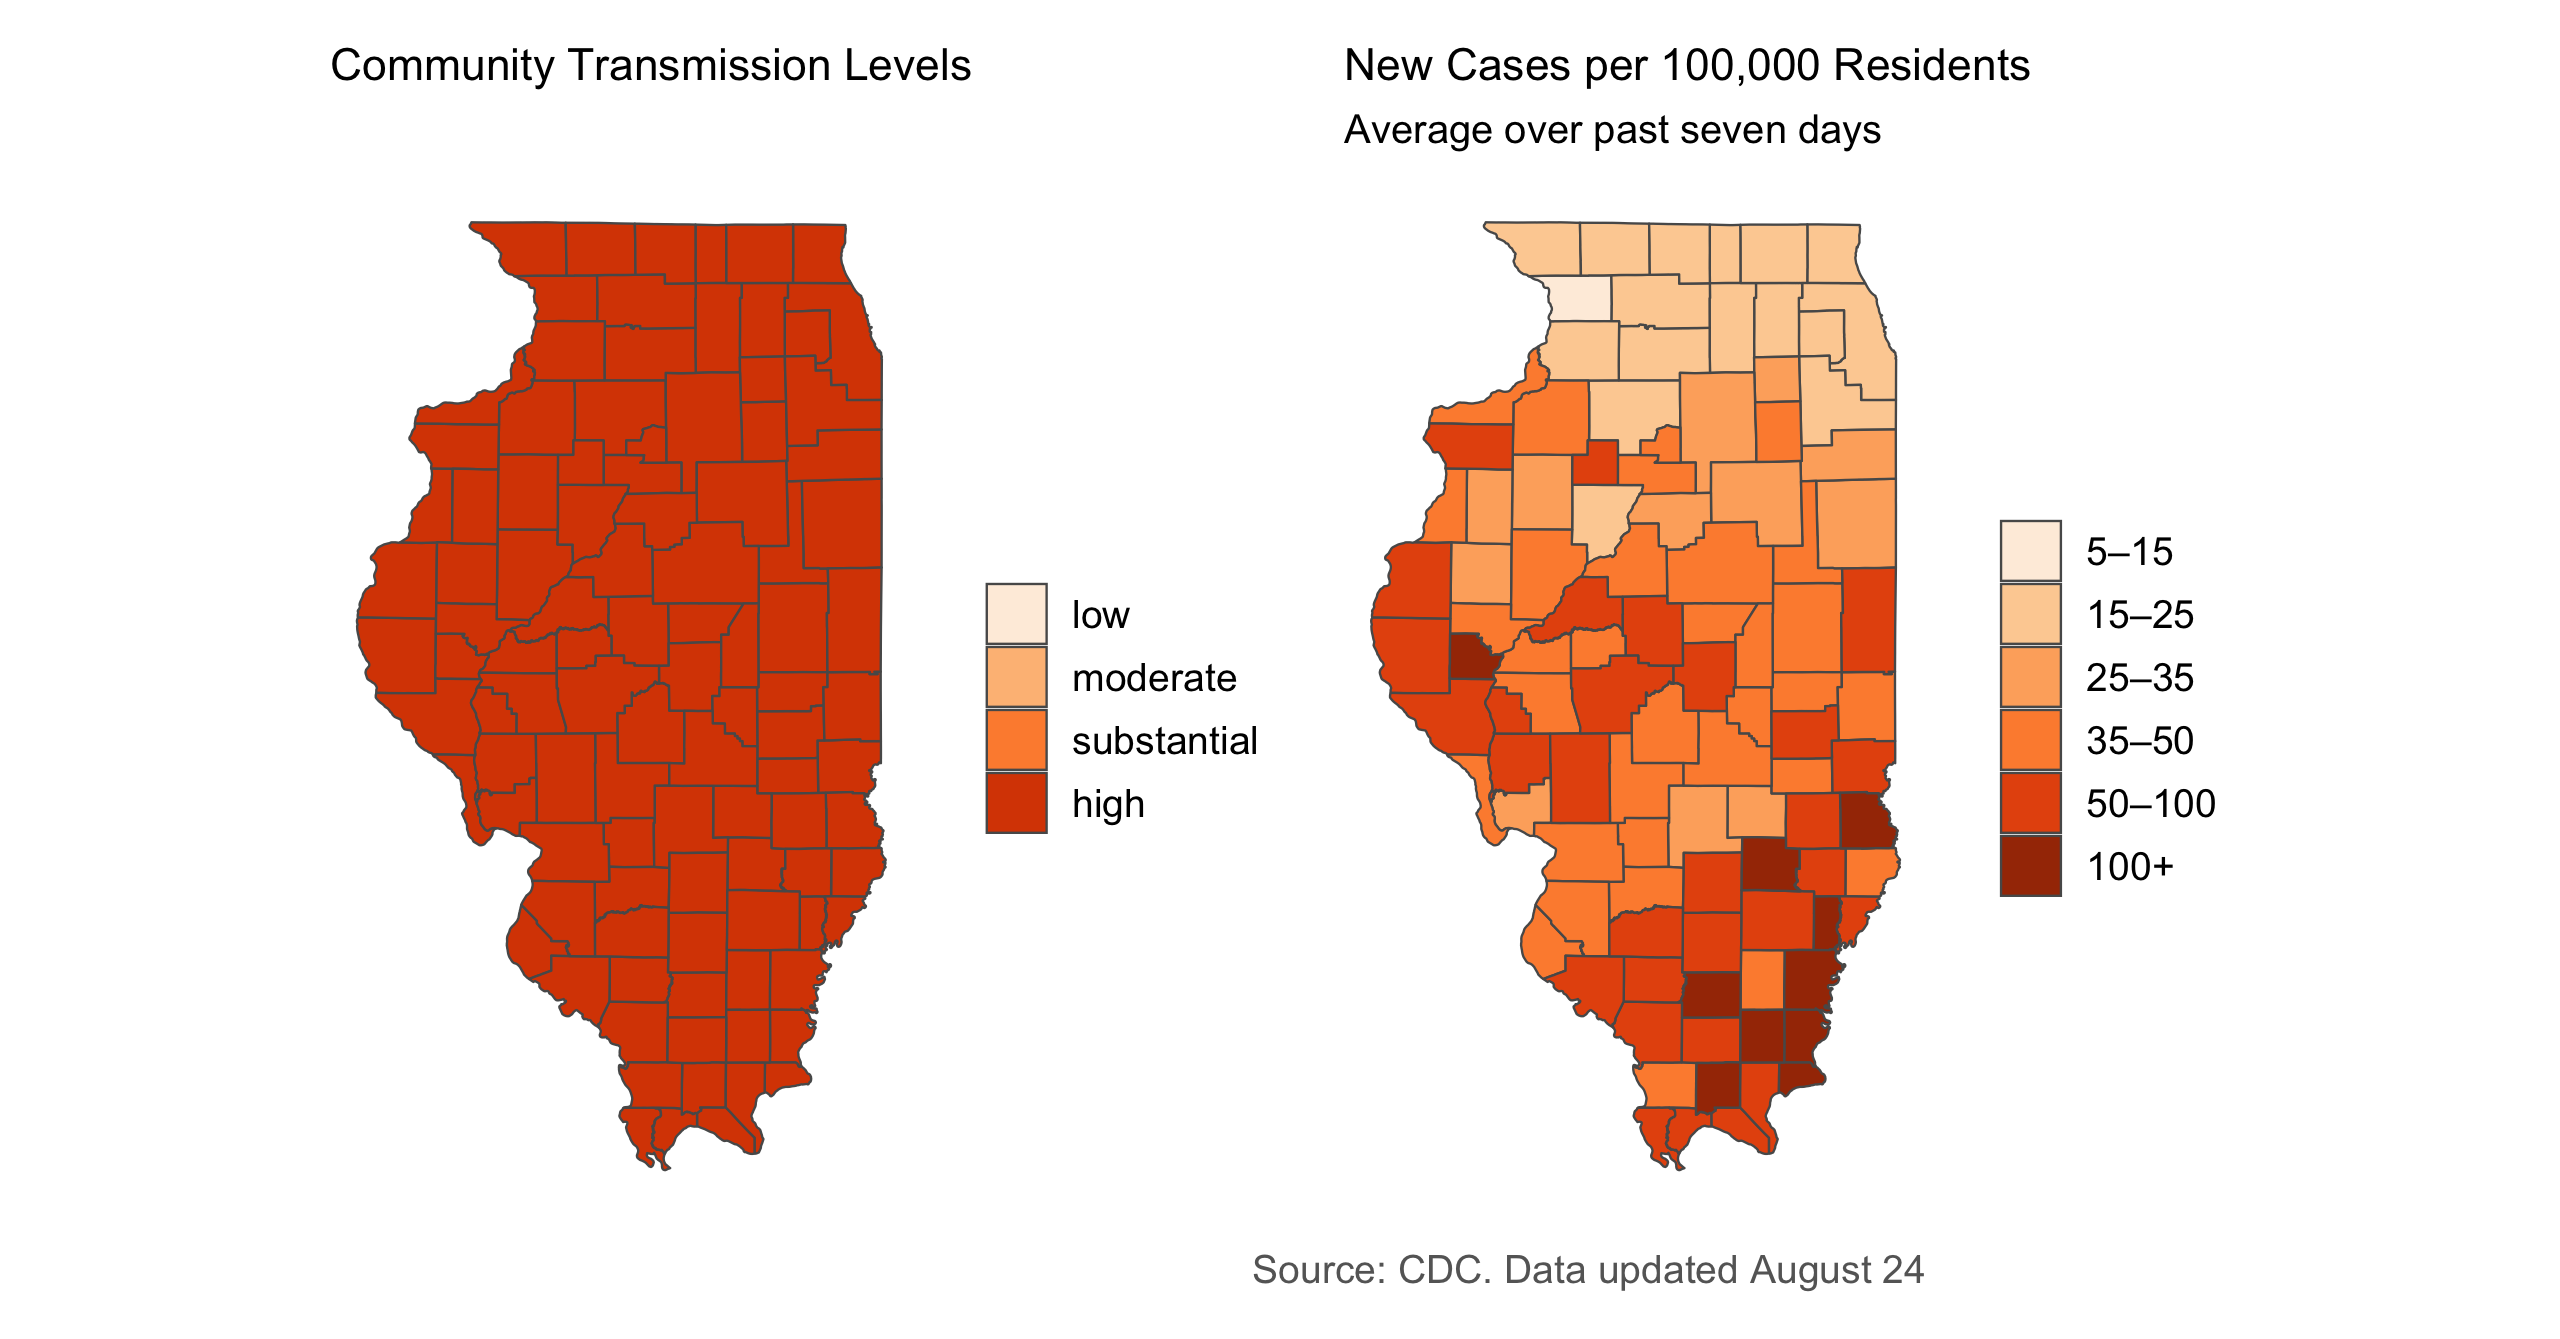 Community Transmission Levels
low
moderate
substantial
high
New Cases per 100,000 Residents
Average over past seven days
5–15
15–25
25–35
35–50
50–100
100+
Source: CDC. Data updated August 24